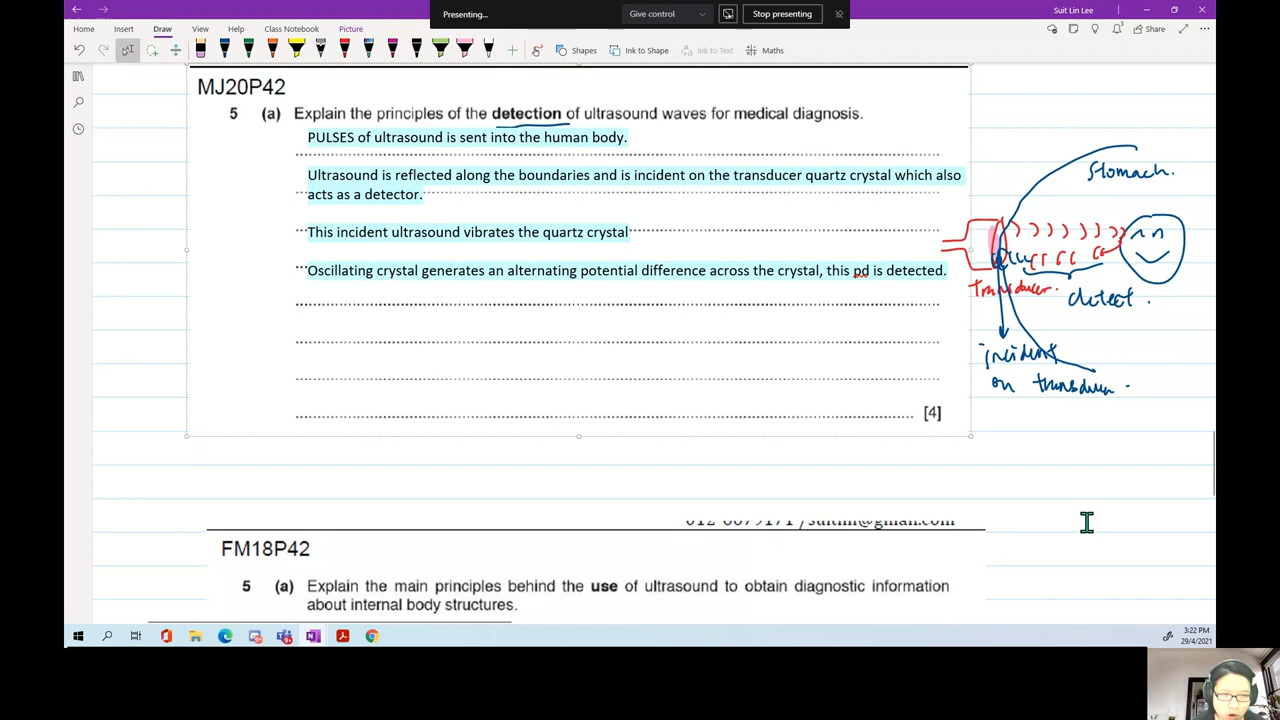 Presenting...
Give control
Stop presenting
Suit Lin Lee
Home
Insert
Draw
View
Help
Class Notebook
Picture
Share
Shapes
Ink to Shape
Ink to Text
Maths
MJ20P42
5 (a) Explain the principles of the detection of ultrasound waves for medical diagnosis.
PULSES of ultrasound is sent into the human body.
Ultrasound is reflected along the boundaries and is incident on the transducer quartz crystal which also
acts as a detector.
This incident ultrasound vibrates the quartz crystal
Oscillating crystal generates an alternating potential difference across the crystal, this pd is detected.
[4]
Stomach.
transducer.
detect.
incident
on transducer.
FM18P42
5 (a) Explain the main principles behind the use of ultrasound to obtain diagnostic information
about internal body structures.
3:22 PM
29/4/2021